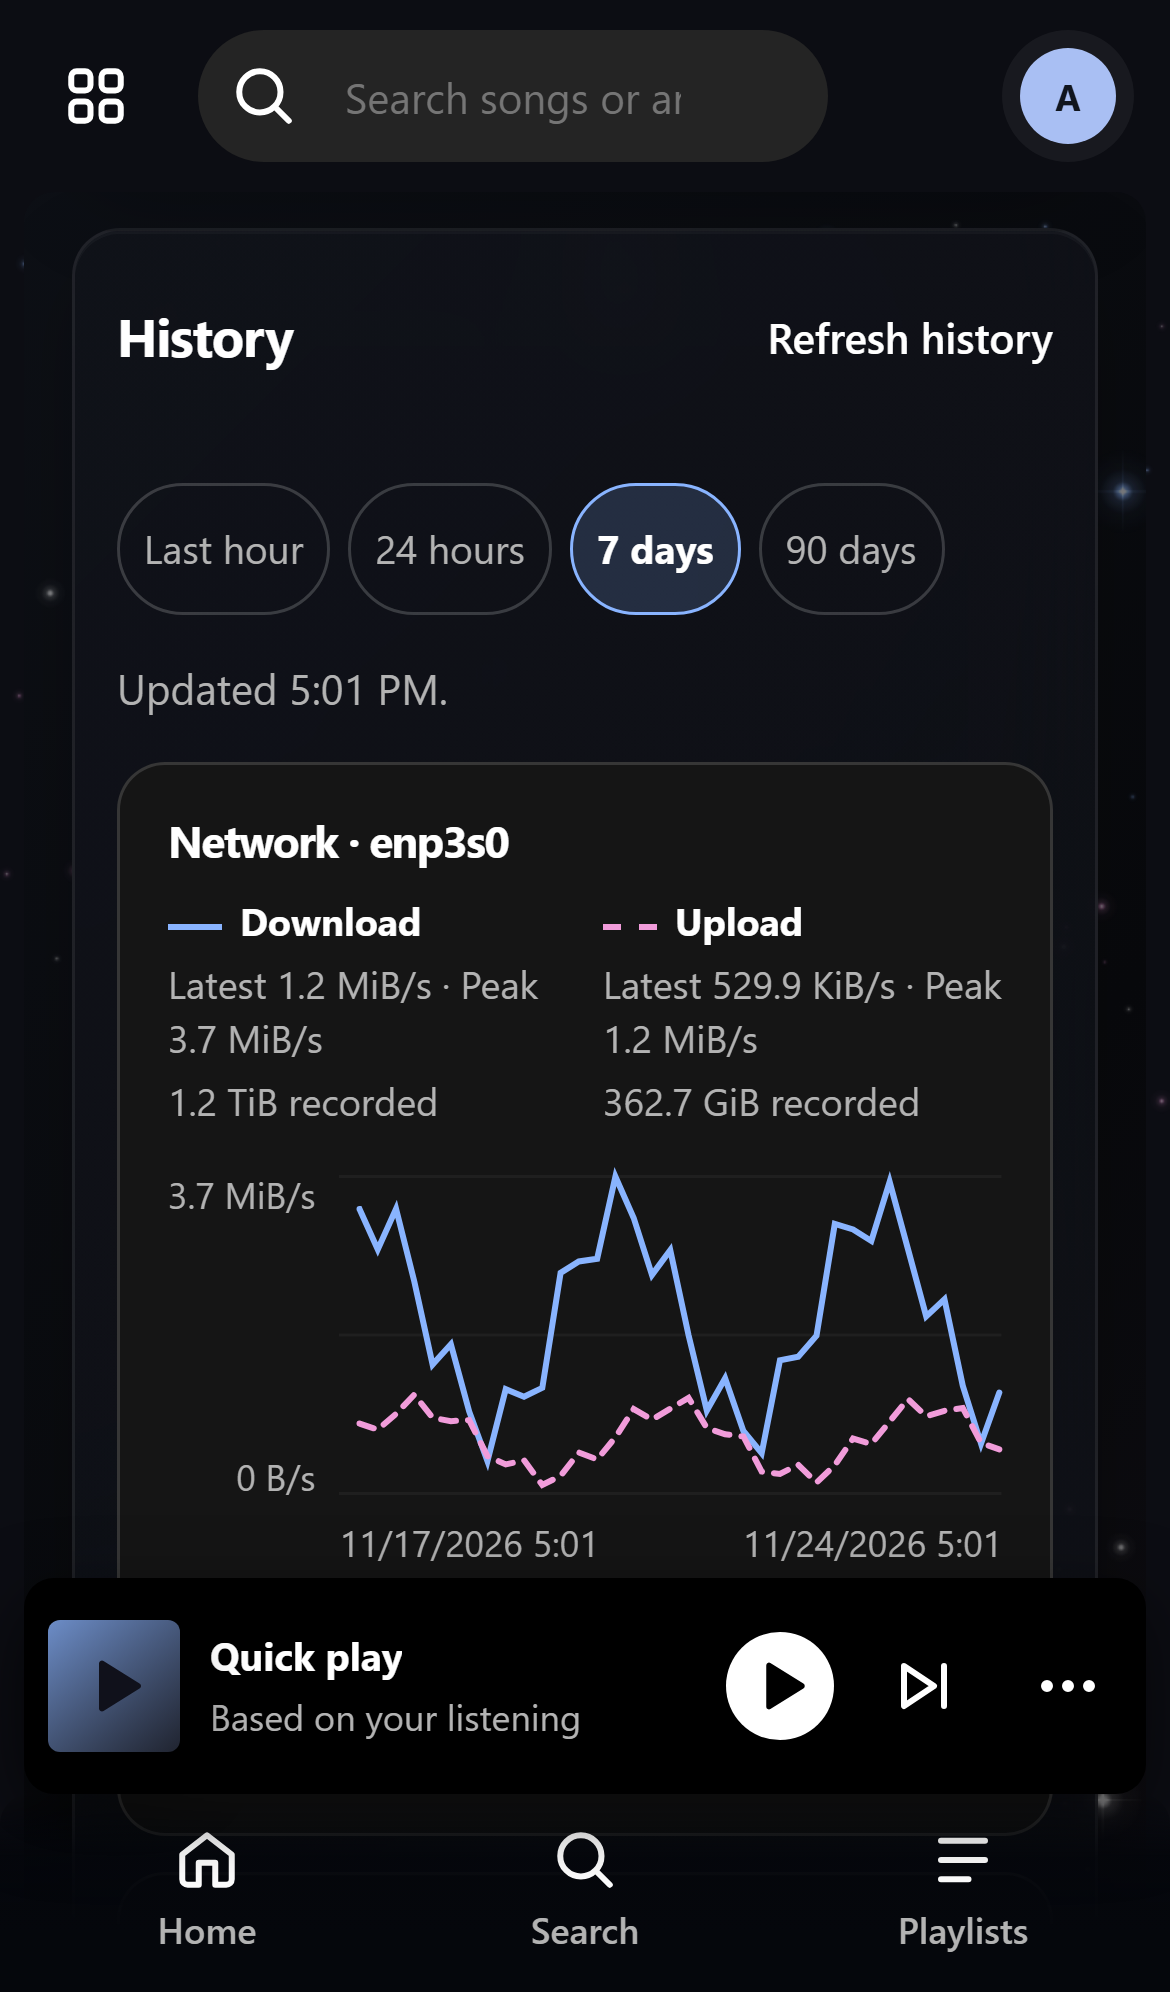 Search songs or ar
A
History
Refresh history
Last hour
24 hours
7 days
90 days
Updated 5:01 PM.
Network · enp3s0
Download
Latest 1.2 MiB/s · Peak
3.7 MiB/s
1.2 TiB recorded
Upload
Latest 529.9 KiB/s · Peak
1.2 MiB/s
362.7 GiB recorded
3.7 MiB/s
0 B/s
11/17/2026 5:01
11/24/2026 5:01
Quick play
Based on your listening
Home
Search
Playlists